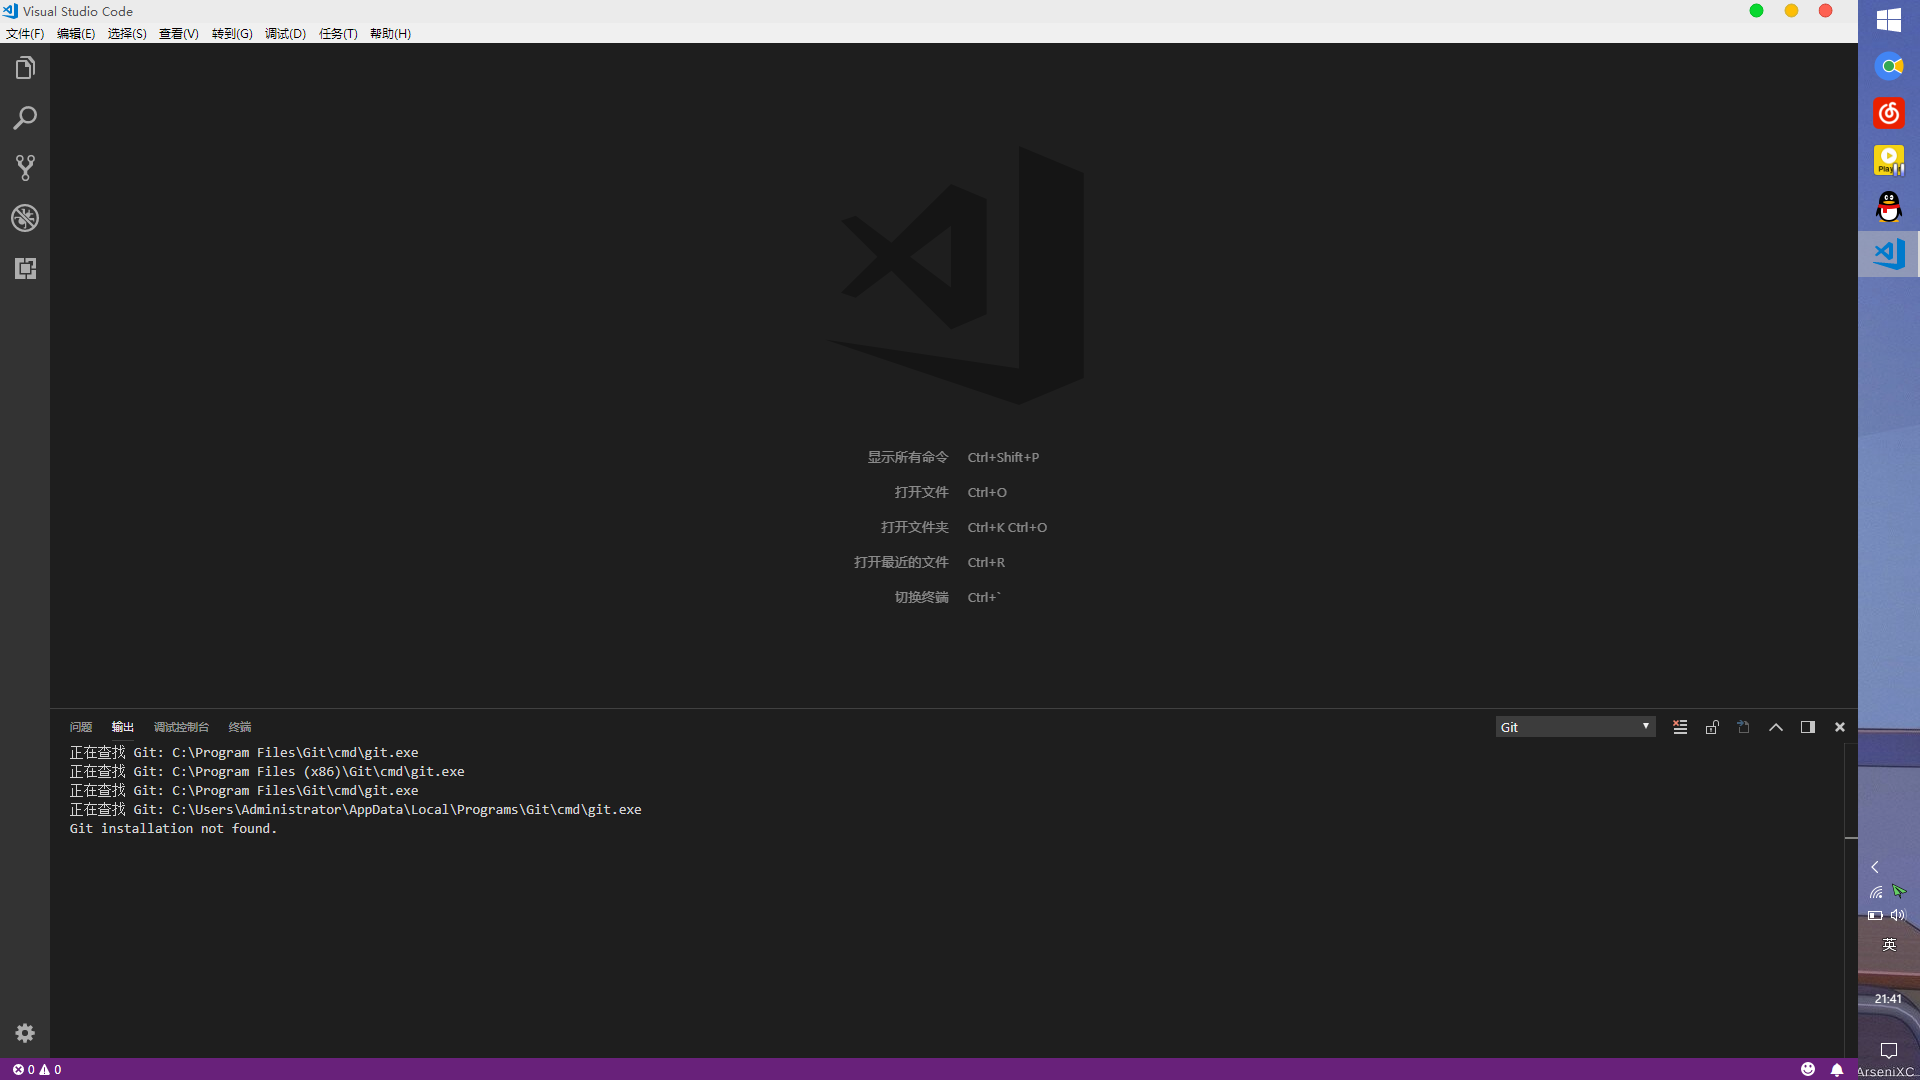 Visual Studio Code
文件(F) 编辑(E) 选择(S) 查看(V) 转到(G) 调试(D) 任务(T) 帮助(H)
显示所有命令 Ctrl+Shift+P
打开文件 Ctrl+O
打开文件夹 Ctrl+K Ctrl+O
打开最近的文件 Ctrl+R
切换终端 Ctrl+`
问题 输出 调试控制台 终端
Git
正在查找 Git: C:\Program Files\Git\cmd\git.exe
正在查找 Git: C:\Program Files (x86)\Git\cmd\git.exe
正在查找 Git: C:\Program Files\Git\cmd\git.exe
正在查找 Git: C:\Users\Administrator\AppData\Local\Programs\Git\cmd\git.exe
Git installation not found.
0 0
Play
英
21:41
ArseniXC